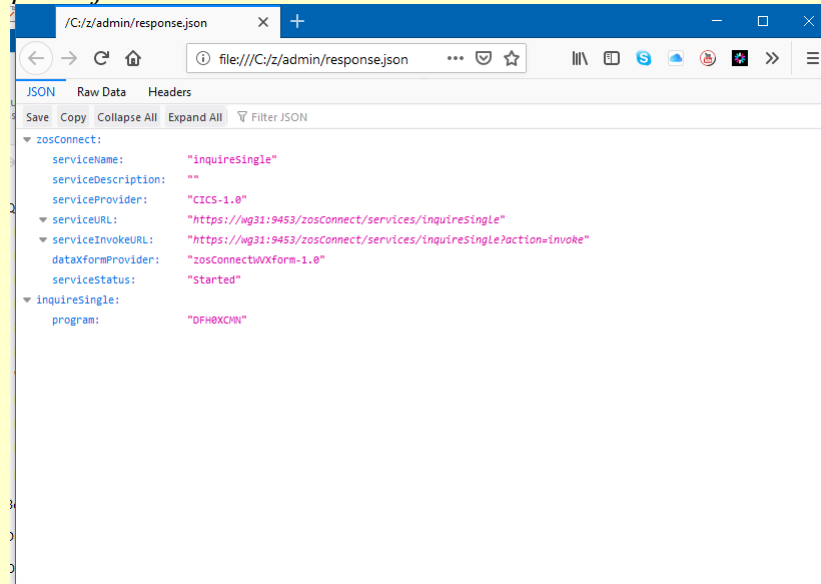 /C:/z/admin/response.json
file:///C:/z/admin/response.json
JSON Raw Data Headers
Save Copy Collapse All Expand All Filter JSON
zosConnect:
serviceName: "inquireSingle"
serviceDescription: ""
serviceProvider: "CICS-1.0"
serviceURL: "https://wg31:9453/zosConnect/services/inquireSingle"
serviceInvokeURL: "https://wg31:9453/zosConnect/services/inquireSingle?action=invoke"
dataXformProvider: "zosConnectWVXform-1.0"
serviceStatus: "Started"
inquireSingle:
program: "DFH0XCMN"